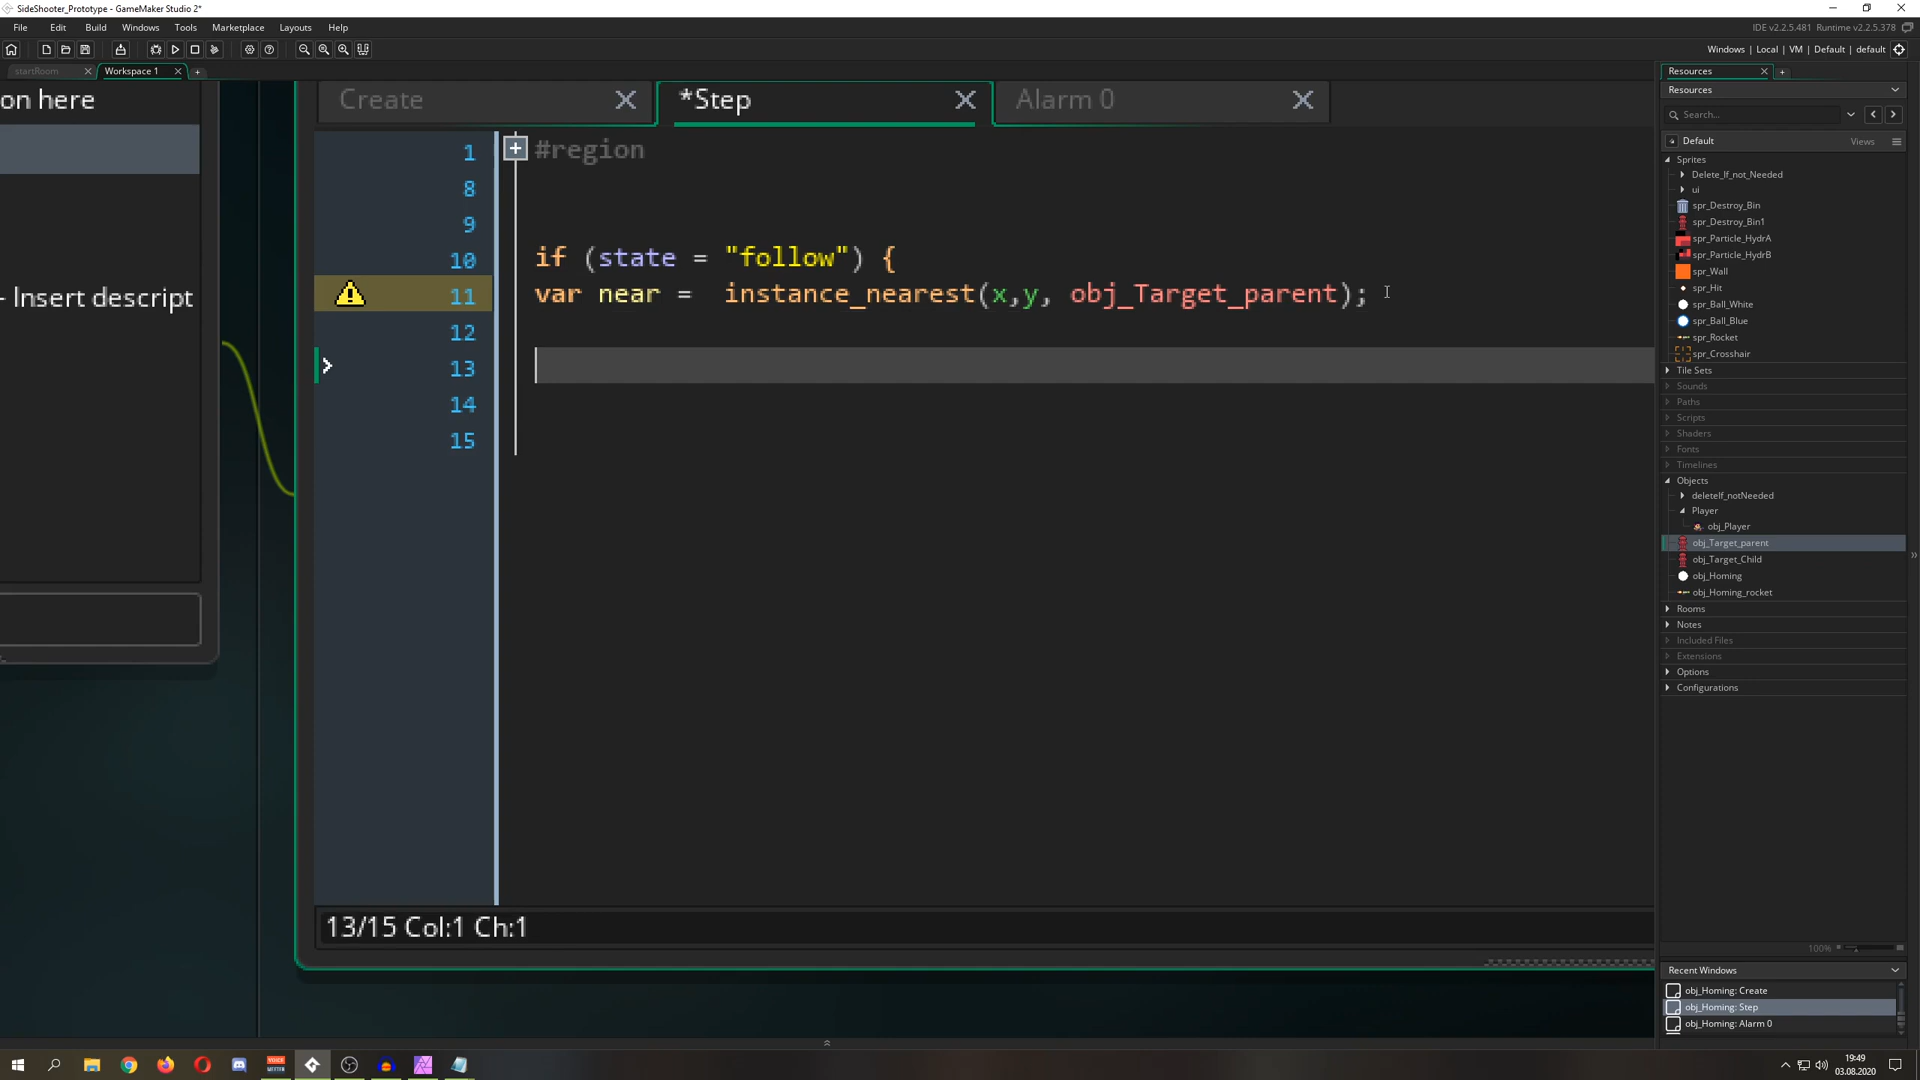 SideShooter_Prototype - GameMaker Studio 2*
File Edit Build Windows Tools Marketplace Layouts Help
IDE v2.2.5.481 Runtime v2.2.5.378
Windows | Local | VM | Default | default
startRoom
Workspace 1
on here
- Insert descript
Create
*Step
Alarm 0
1 #region
8
9
10 if (state = "follow") {
11 var near =  instance_nearest(x,y, obj_Target_parent);
12
13
14
15
13/15 Col:1 Ch:1
Resources
Resources
Search...
Default Views
Sprites
Delete_If_not_Needed
ui
spr_Destroy_Bin
spr_Destroy_Bin1
spr_Particle_HydrA
spr_Particle_HydrB
spr_Wall
spr_Hit
spr_Ball_White
spr_Ball_Blue
spr_Rocket
spr_Crosshair
Tile Sets
Sounds
Paths
Scripts
Shaders
Fonts
Timelines
Objects
deleteIf_notNeeded
Player
obj_Player
obj_Target_parent
obj_Target_Child
obj_Homing
obj_Homing_rocket
Rooms
Notes
Included Files
Extensions
Options
Configurations
100%
Recent Windows
obj_Homing: Create
obj_Homing: Step
obj_Homing: Alarm 0
19:49
03.08.2020